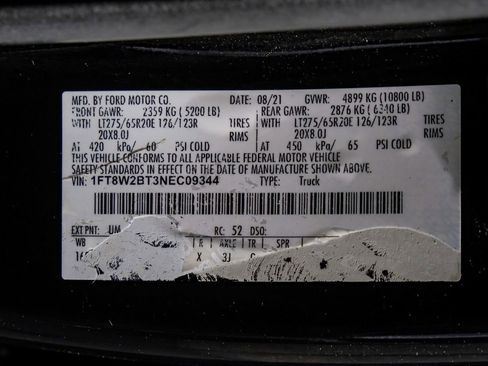 MFD. BY FORD MOTOR CO. DATE: 08/21 GVWR: 4899 KG (10800 LB)
FRONT GAWR: 2359 KG (5200 LB) REAR GAWR: 2876 KG (6340 LB)
WITH LT275/65R20E 126/123R TIRES WITH LT275/65R20E 126/123R TIRES
20X8.0J RIMS 20X8.0J RIMS
AT 420 kPa/ 60 PSI COLD AT 450 kPa/ 65 PSI COLD
THIS VEHICLE CONFORMS TO ALL APPLICABLE FEDERAL MOTOR VEHICLE
SAFETY STANDARDS IN EFFECT ON THE DATE OF MANUFACTURE SHOWN ABOVE.
VIN: 1FT8W2BT3NEC09344 TYPE: Truck
EXT PNT: UM RC: 52 DSO:
WB R AXLE TR SPR
X 3J